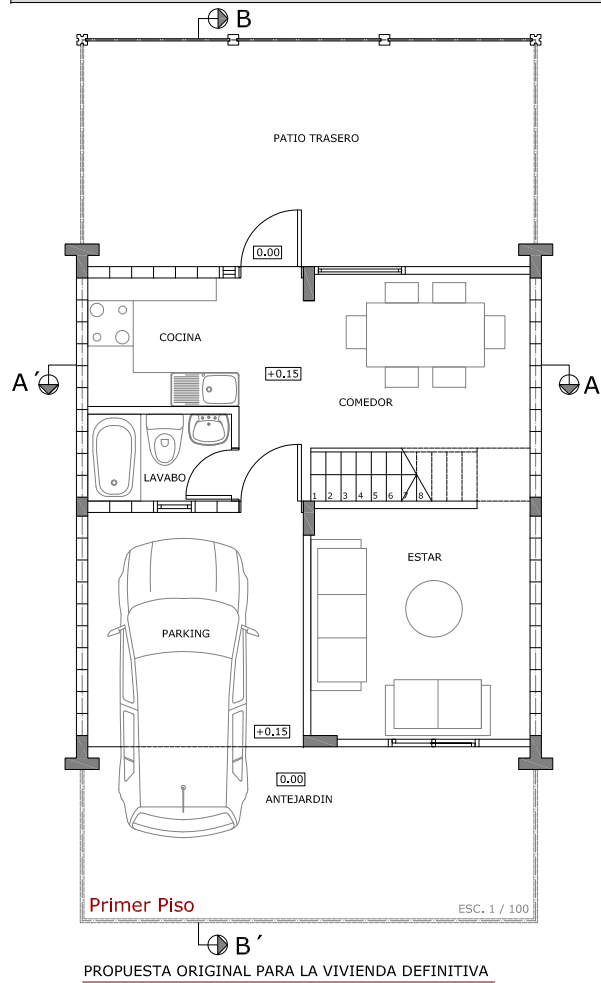 B
PATIO TRASERO
0.00
COCINA
+0.15
A´
A
COMEDOR
LAVABO
1 2 3 4 5 6 7 8
ESTAR
PARKING
+0.15
0.00
ANTEJARDIN
Primer Piso
ESC. 1 / 100
B´
PROPUESTA ORIGINAL PARA LA VIVIENDA DEFINITIVA